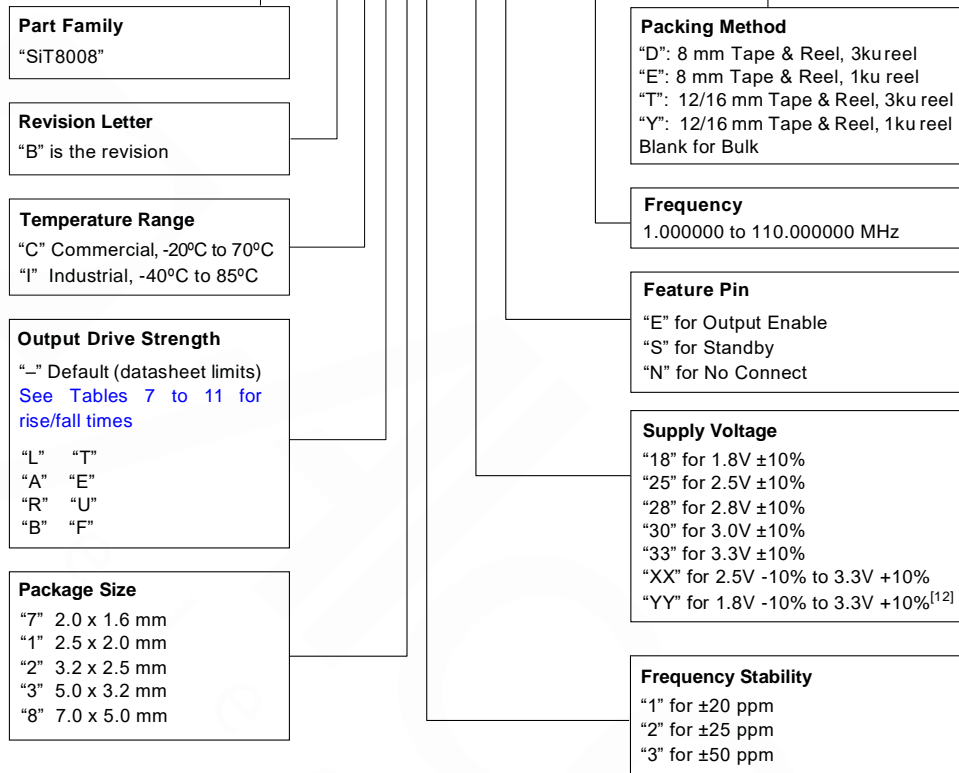 Part Family
“SiT8008”
Revision Letter
“B” is the revision
Temperature Range
“C” Commercial, -20ºC to 70ºC
“I” Industrial, -40ºC to 85ºC
Output Drive Strength
“–” Default (datasheet limits)
See Tables 7 to 11 for
rise/fall times
“L” “T”
“A” “E”
“R” “U”
“B” “F”
Package Size
“7” 2.0 x 1.6 mm
“1” 2.5 x 2.0 mm
“2” 3.2 x 2.5 mm
“3” 5.0 x 3.2 mm
“8” 7.0 x 5.0 mm
Packing Method
“D”: 8 mm Tape & Reel, 3ku reel
“E”: 8 mm Tape & Reel, 1ku reel
“T”: 12/16 mm Tape & Reel, 3ku reel
“Y”: 12/16 mm Tape & Reel, 1ku reel
Blank for Bulk
Frequency
1.000000 to 110.000000 MHz
Feature Pin
“E” for Output Enable
“S” for Standby
“N” for No Connect
Supply Voltage
“18” for 1.8V ±10%
“25” for 2.5V ±10%
“28” for 2.8V ±10%
“30” for 3.0V ±10%
“33” for 3.3V ±10%
“XX” for 2.5V -10% to 3.3V +10%
“YY” for 1.8V -10% to 3.3V +10%[12]
Frequency Stability
“1” for ±20 ppm
“2” for ±25 ppm
“3” for ±50 ppm